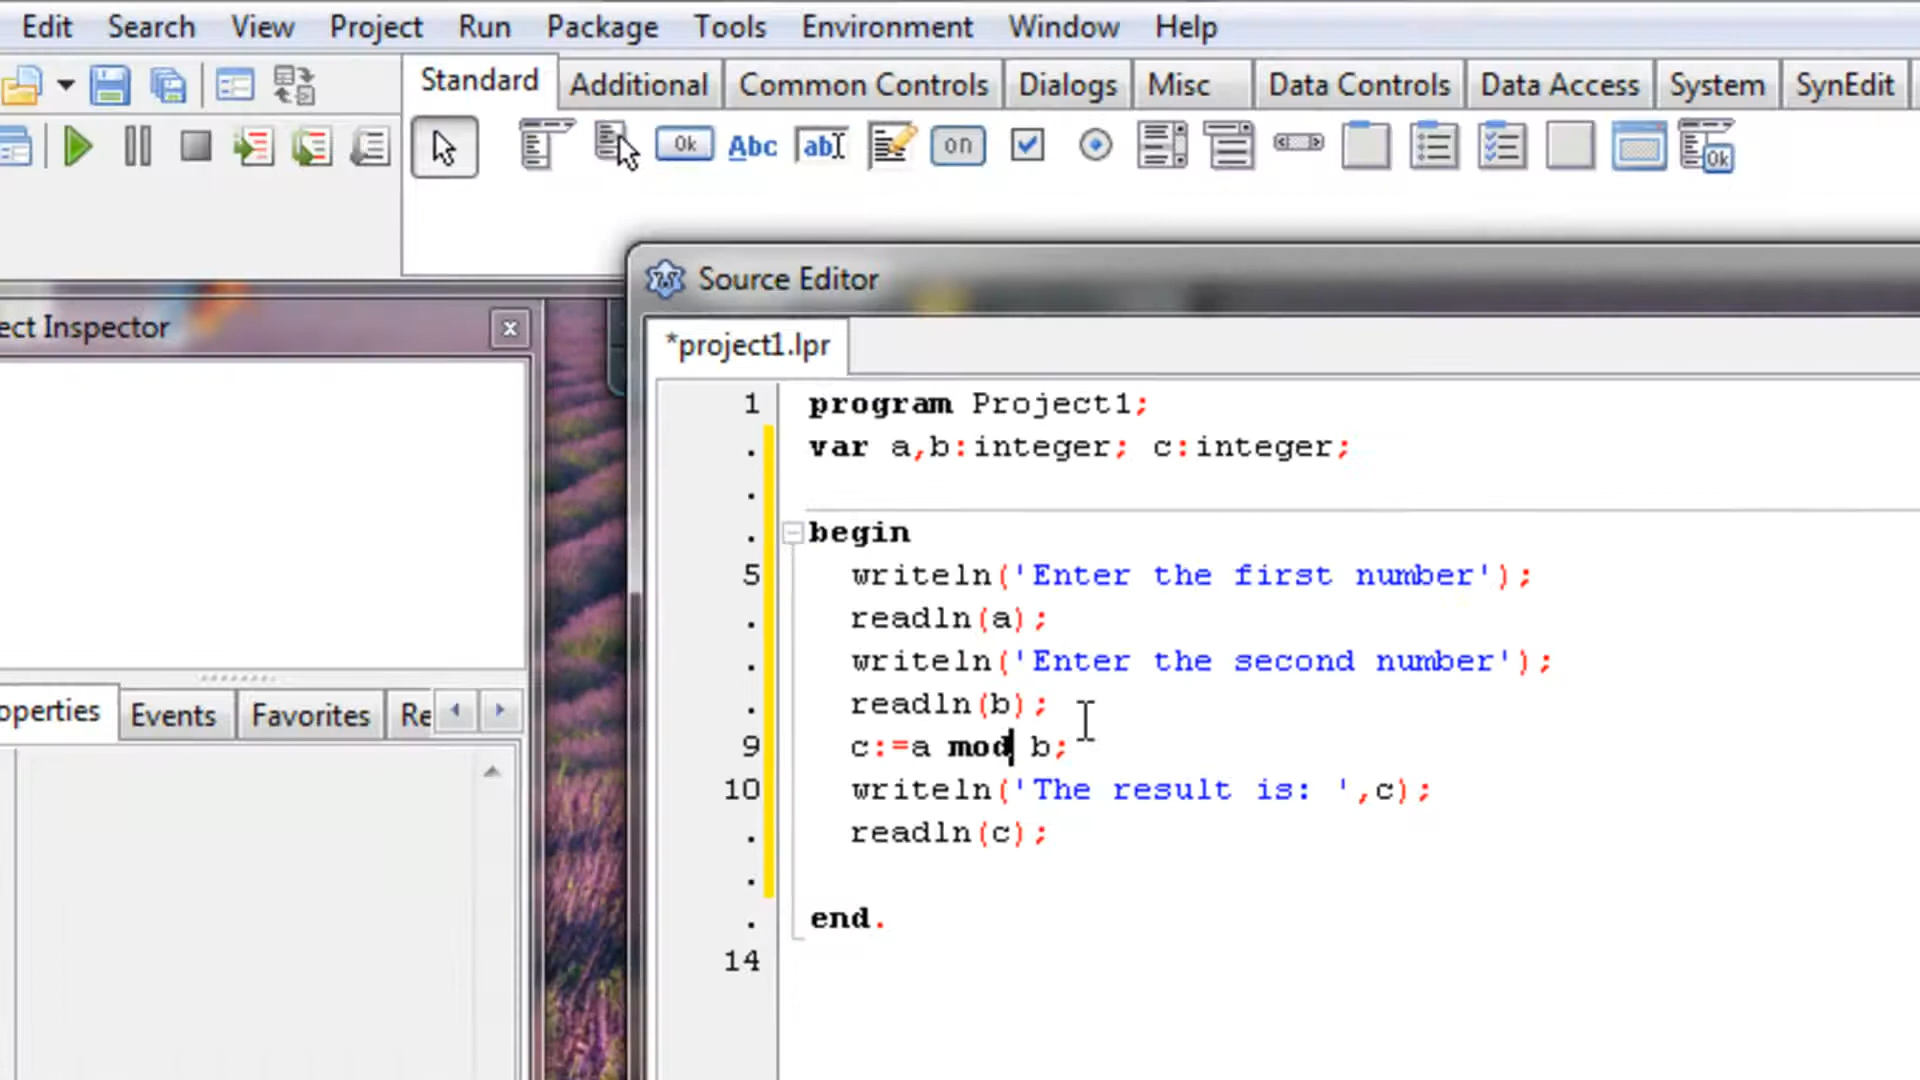 Edit Search View Project Run Package Tools Environment Window Help
Standard Additional Common Controls Dialogs Misc Data Controls Data Access System SynEdit
Ok Abc ab on Ok
Source Editor
ect Inspector
*project1.lpr
1 program Project1;
. var a,b:integer; c:integer;
.
. begin
5 writeln('Enter the first number');
. readln(a);
. writeln('Enter the second number');
. readln(b);
operties Events Favorites Re
9 c:=a mod b;
10 writeln('The result is: ',c);
. readln(c);
.
. end.
14